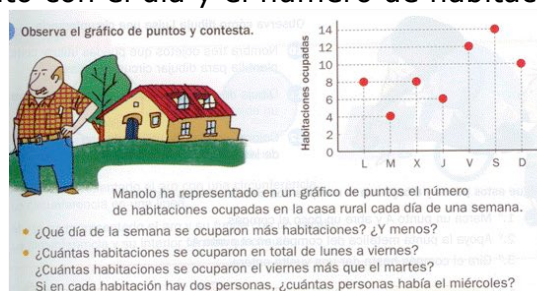 Observa el gráfico de puntos y contesta.
Habitaciones ocupadas
14
12
10
8
6
4
2
0
L M X J V S D
Manolo ha representado en un gráfico de puntos el número
de habitaciones ocupadas en la casa rural cada día de una semana.
• ¿Qué día de la semana se ocuparon más habitaciones? ¿Y menos?
• ¿Cuántas habitaciones se ocuparon en total de lunes a viernes?
¿Cuántas habitaciones se ocuparon el viernes más que el martes?
Si en cada habitación hay dos personas, ¿cuántas personas había el miércoles?